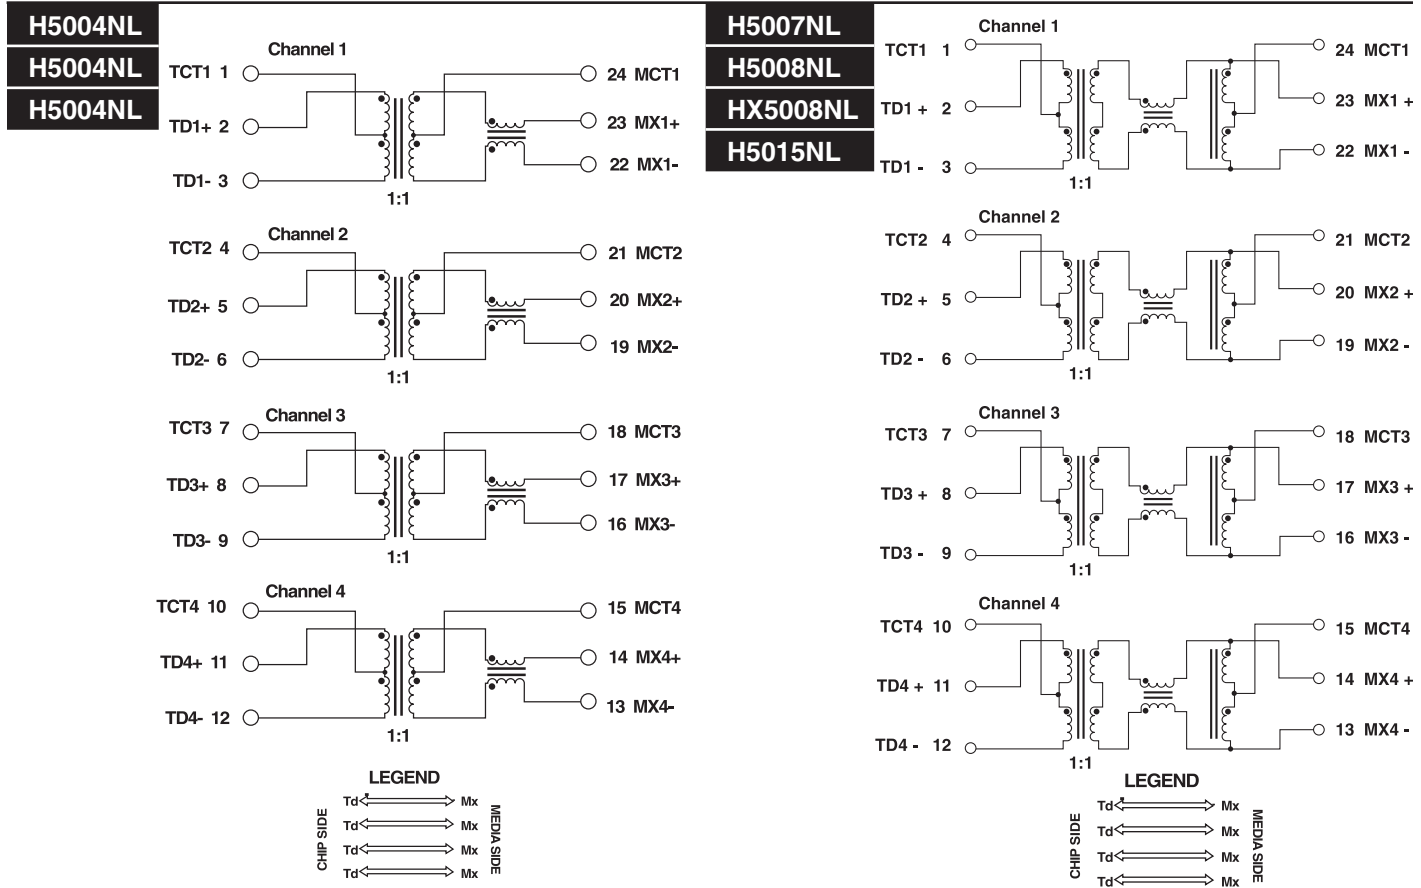 H5004NL
H5004NL
H5004NL
Channel 1
TCT1 1
24 MCT1
TD1+ 2
23 MX1+
22 MX1-
TD1- 3
1:1
Channel 2
TCT2 4
21 MCT2
TD2+ 5
20 MX2+
19 MX2-
TD2- 6
1:1
Channel 3
TCT3 7
18 MCT3
TD3+ 8
17 MX3+
16 MX3-
TD3- 9
1:1
Channel 4
TCT4 10
15 MCT4
TD4+ 11
14 MX4+
13 MX4-
TD4- 12
1:1
LEGEND
CHIP SIDE
Td Mx
Td Mx
Td Mx
Td Mx
MEDIA SIDE
H5007NL
H5008NL
HX5008NL
H5015NL
Channel 1
TCT1 1
24 MCT1
TD1 + 2
23 MX1 +
22 MX1 -
TD1 - 3
1:1
Channel 2
TCT2 4
21 MCT2
TD2 + 5
20 MX2 +
19 MX2 -
TD2 - 6
1:1
Channel 3
TCT3 7
18 MCT3
TD3 + 8
17 MX3 +
16 MX3 -
TD3 - 9
1:1
Channel 4
TCT4 10
15 MCT4
TD4 + 11
14 MX4 +
13 MX4 -
TD4 - 12
1:1
LEGEND
CHIP SIDE
Td Mx
Td Mx
Td Mx
Td Mx
MEDIA SIDE